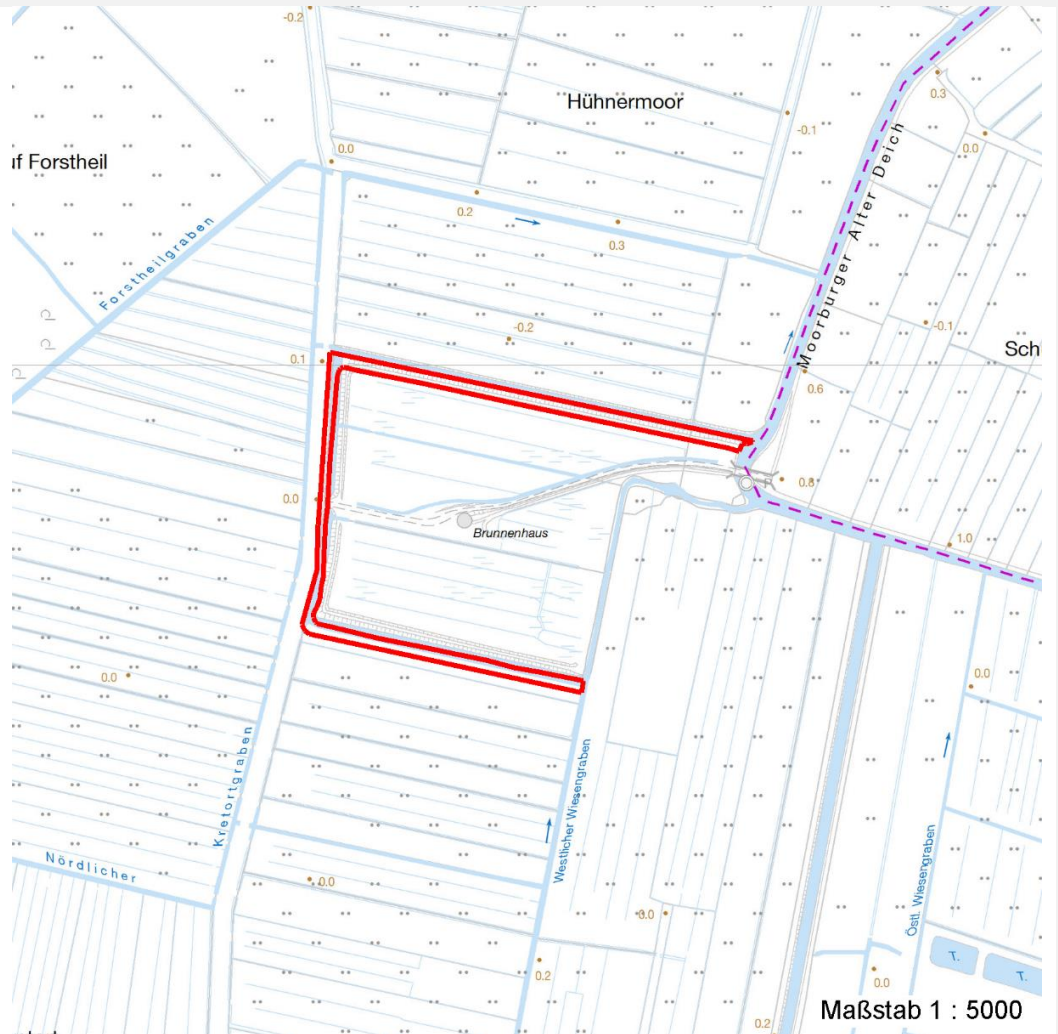 -0.2
Hühnermoor
0.3
-0.1
0.0
0.0
uf Forstheil
Moorburger Alter Deich
0.2
0.3
Forstheilgraben
-0.2
-0.1
0.1
Sch
0.6
0.0
0.8
Brunnenhaus
1.0
0.0
0.0
Kretortgraben
Westlicher Wiesengraben
Nördlicher
0.0
0.0
Östl. Wiesengraben
T.
T.
0.2
0.0
Maßstab 1 : 5000
0.2